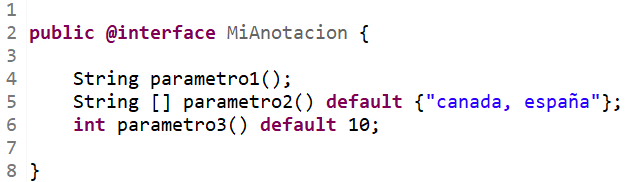 1
2 public @interface MiAnotacion {
3
4     String parametro1();
5     String [] parametro2() default {"canada, españa"};
6     int parametro3() default 10;
7
8 }